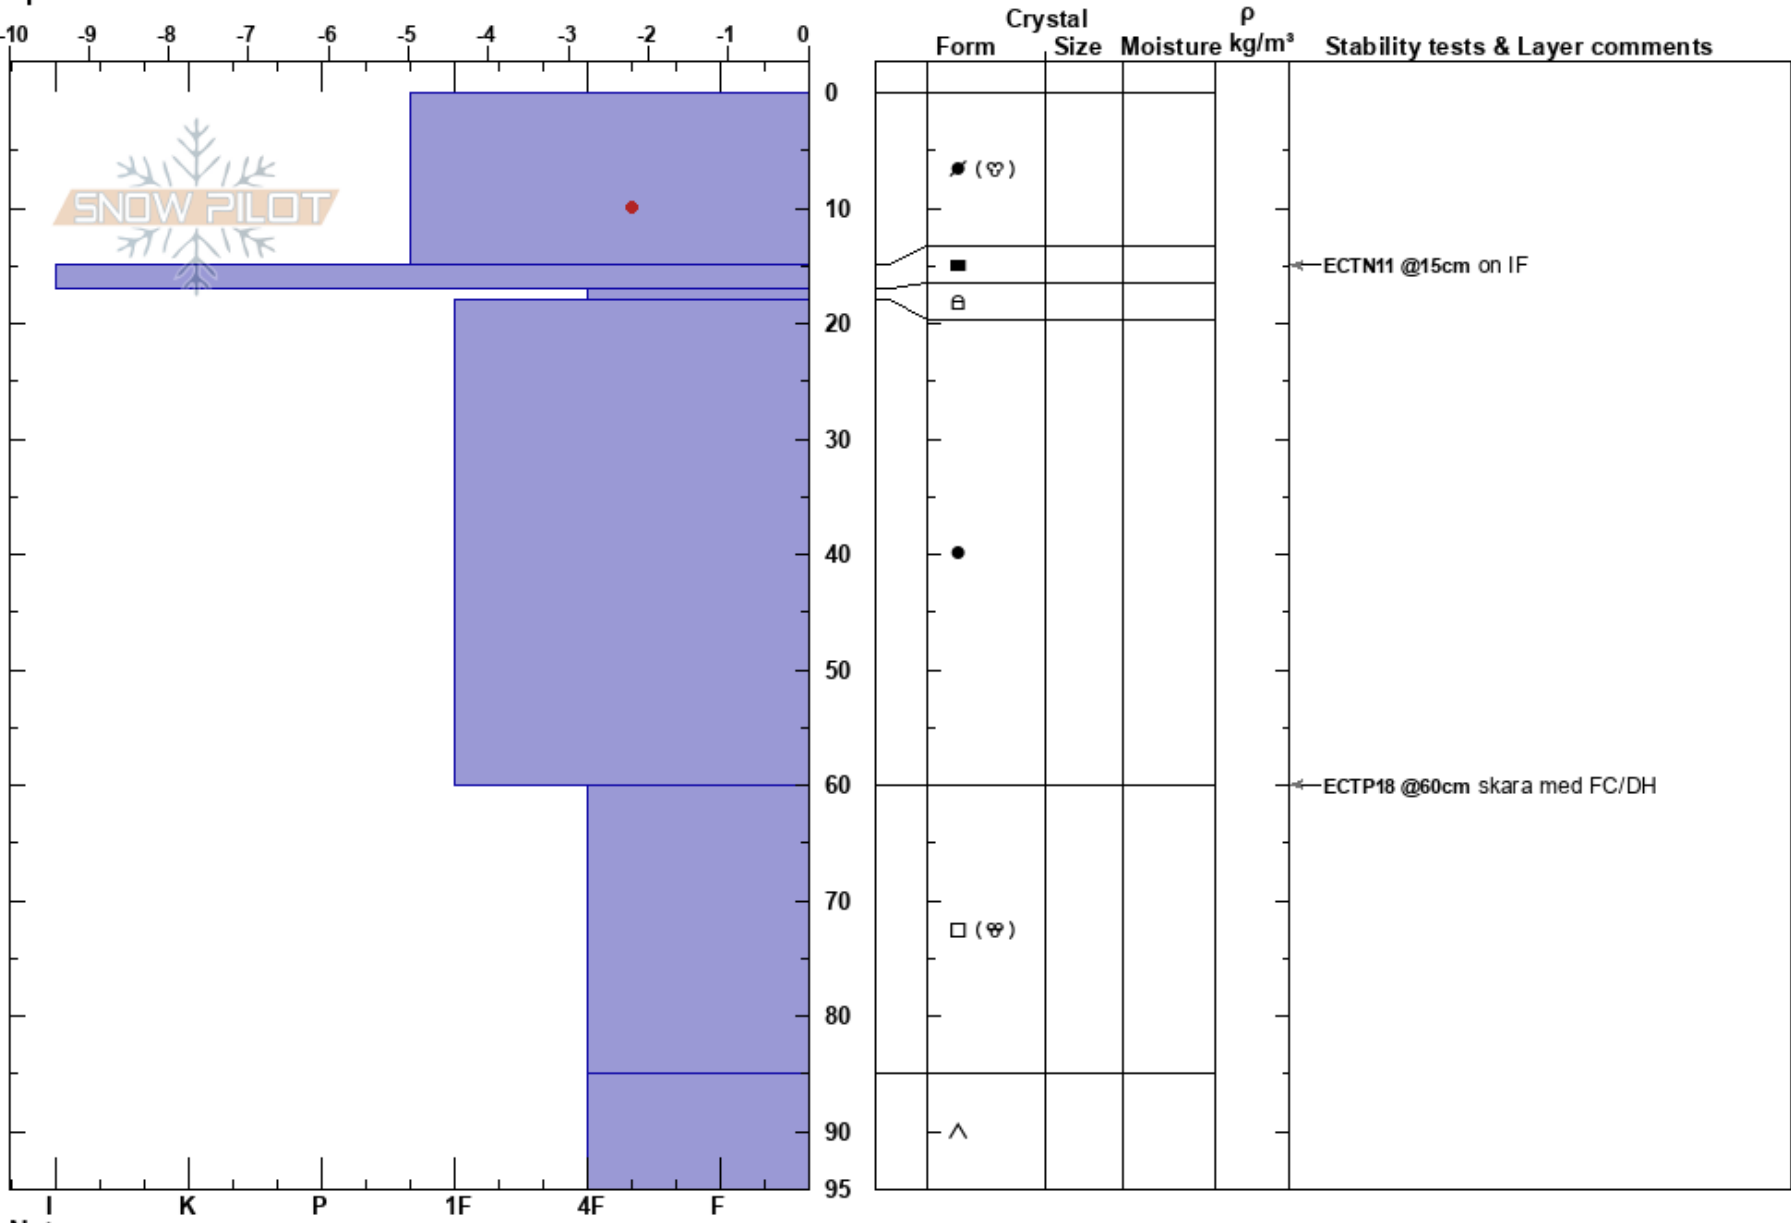 -10 -9 -8 -7 -6 -5 -4 -3 -2 -1 0
Crystal
ρ
Form Size Moisture kg/m³ Stability tests & Layer comments
0
SNOW PILOT
10
ECTN11 @15cm on IF
20
30
40
50
60
ECTP18 @60cm skara med FC/DH
70
80
90
95
I K P 1F 4F F